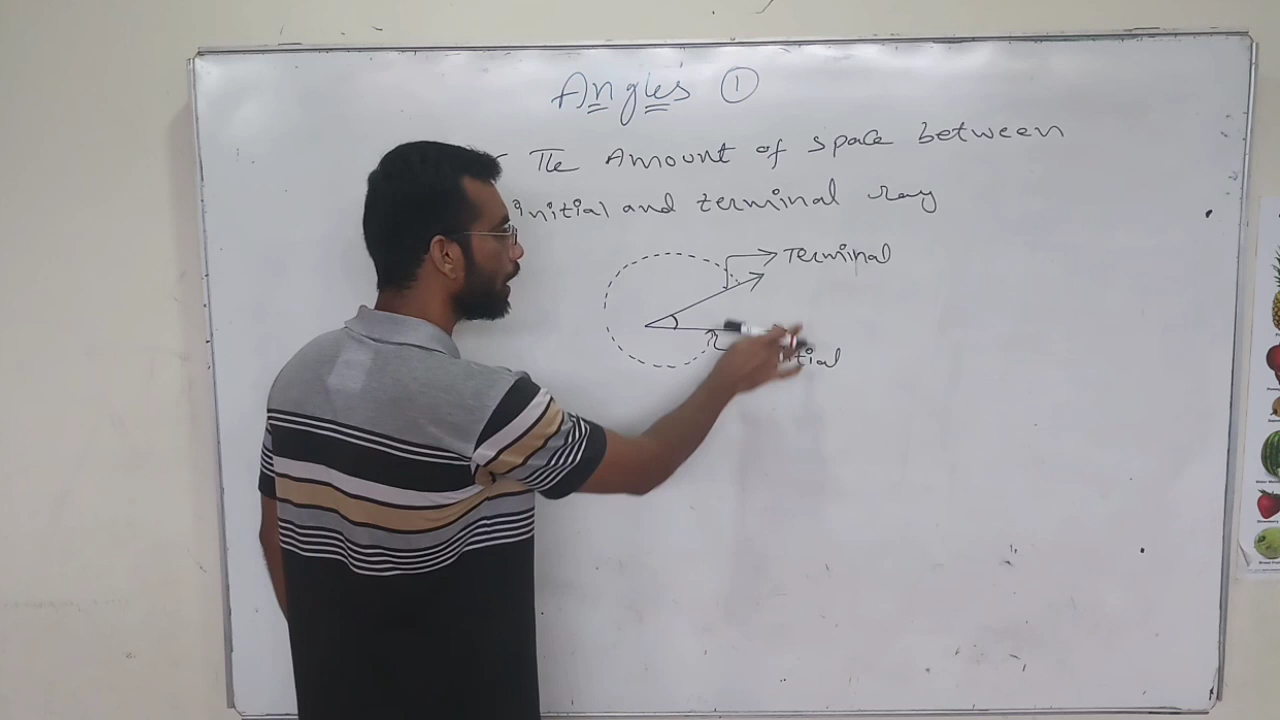 Angles ①
The Amount of space between
initial and terminal ray
Terminal